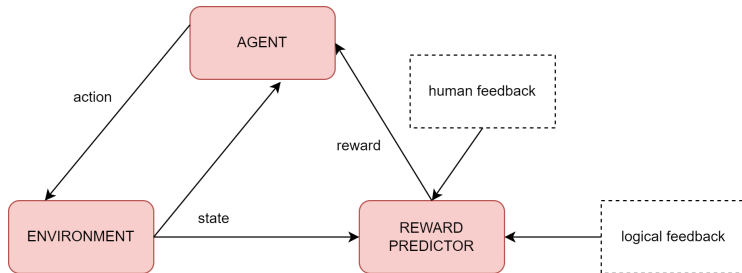 AGENT
action
human feedback
reward
ENVIRONMENT
state
REWARD
PREDICTOR
logical feedback